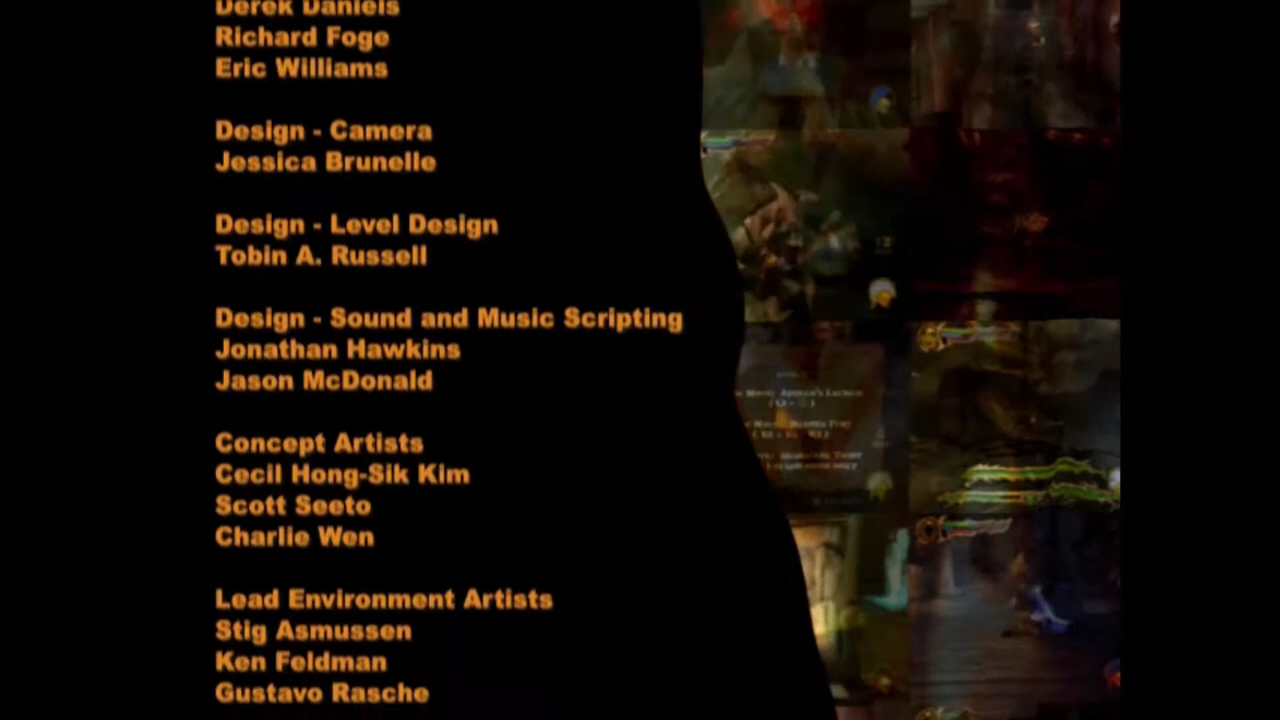 Derek Daniels
Richard Foge
Eric Williams
Design - Camera
Jessica Brunelle
Design - Level Design
Tobin A. Russell
Design - Sound and Music Scripting
Jonathan Hawkins
Jason McDonald
Concept Artists
Cecil Hong-Sik Kim
Scott Seeto
Charlie Wen
Lead Environment Artists
Stig Asmussen
Ken Feldman
Gustavo Rasche